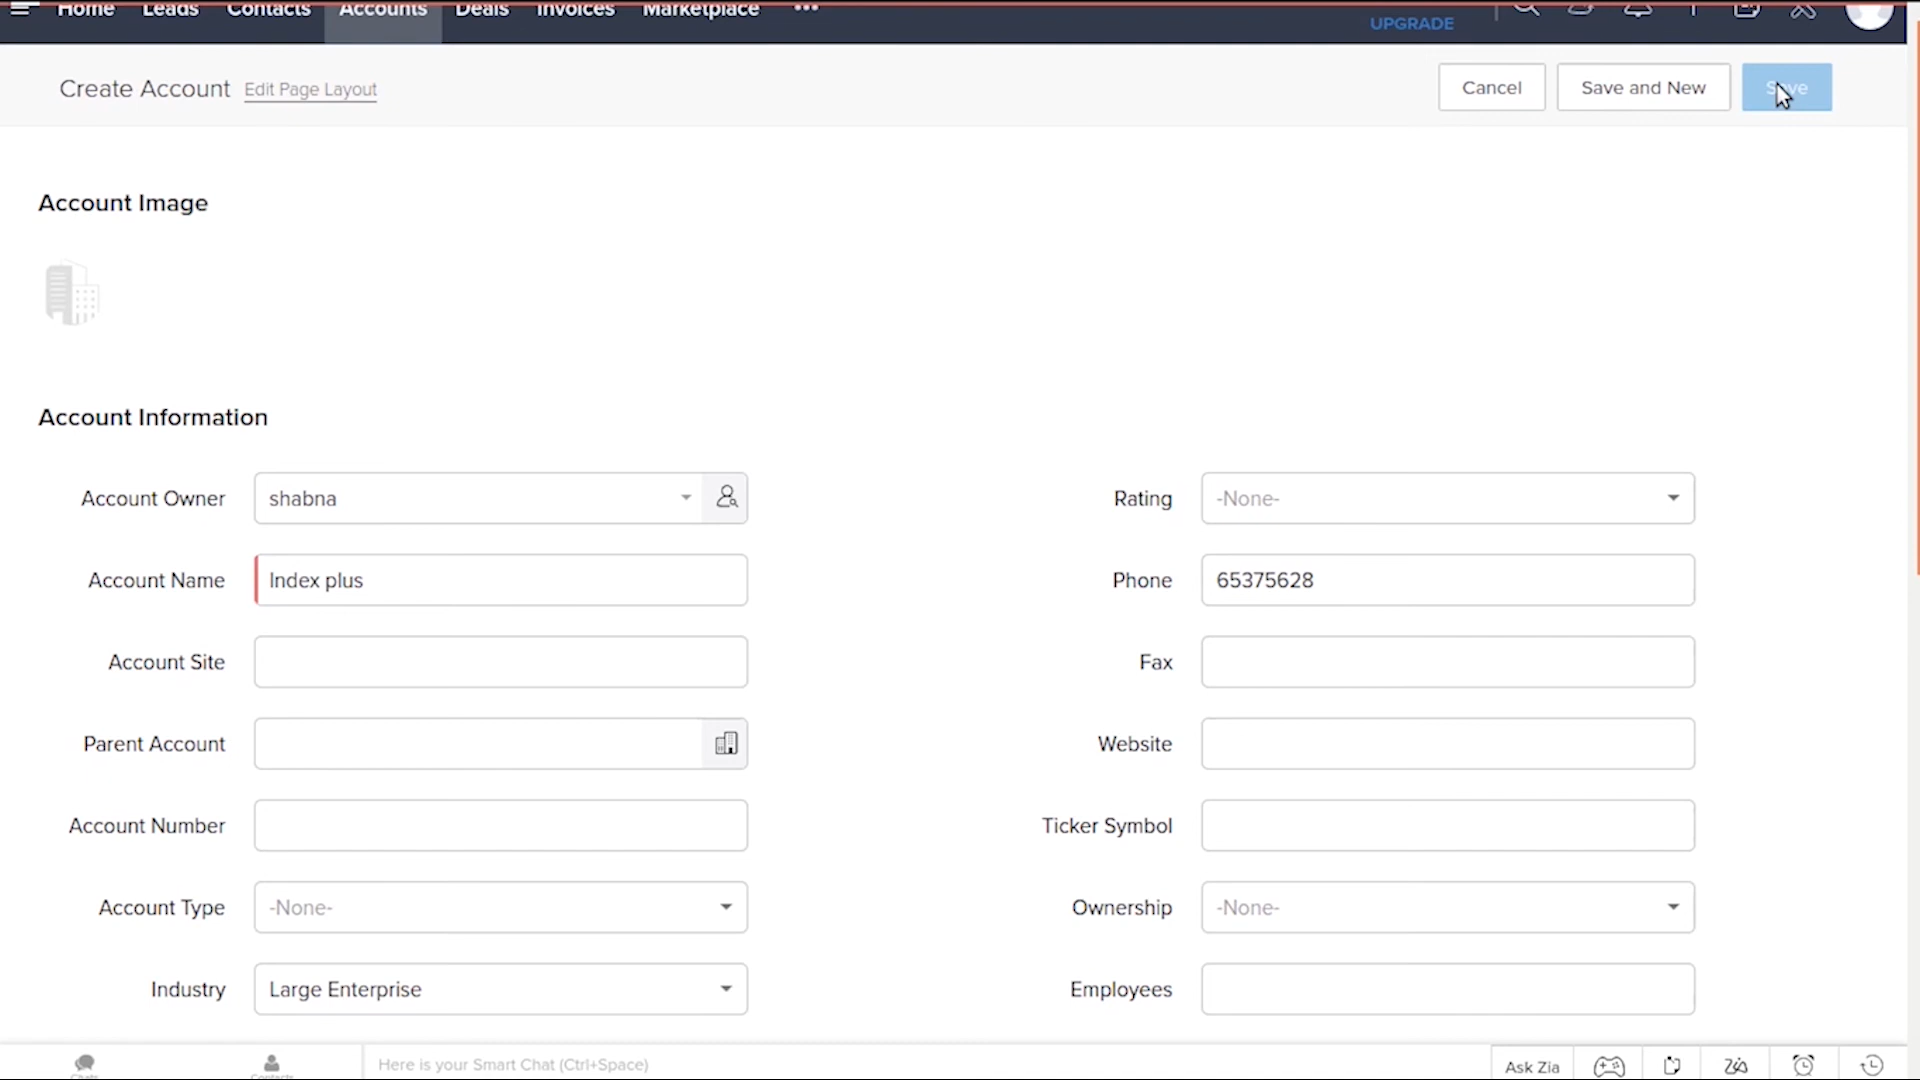 Home Leads Contacts Accounts Deals Invoices Marketplace •••
UPGRADE
Create Account Edit Page Layout Cancel Save and New Save
Account Image
Account Information
Account Owner shabna Rating -None-
Account Name Index plus Phone 65375628
Account Site Fax
Parent Account Website
Account Number Ticker Symbol
Account Type -None- Ownership -None-
Industry Large Enterprise Employees
Chats Contacts Here is your Smart Chat (Ctrl+Space) Ask Zia